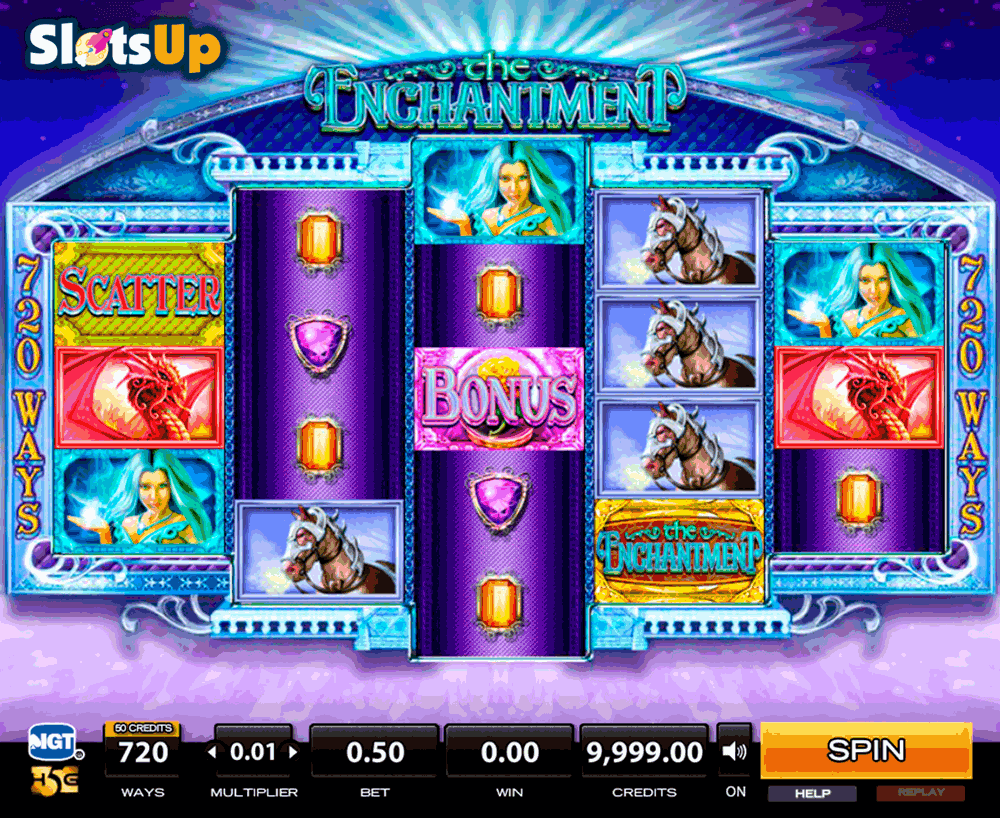 SlotsUp
the
ENCHANTMENT
720 WAYS
720 WAYS
SCATTER
BONUS
the
ENCHANTMENT
IGT
H5G
50 CREDITS
720
0.01
0.50
0.00
9,999.00
SPIN
WAYS
MULTIPLIER
BET
WIN
CREDITS
ON
HELP
REPLAY